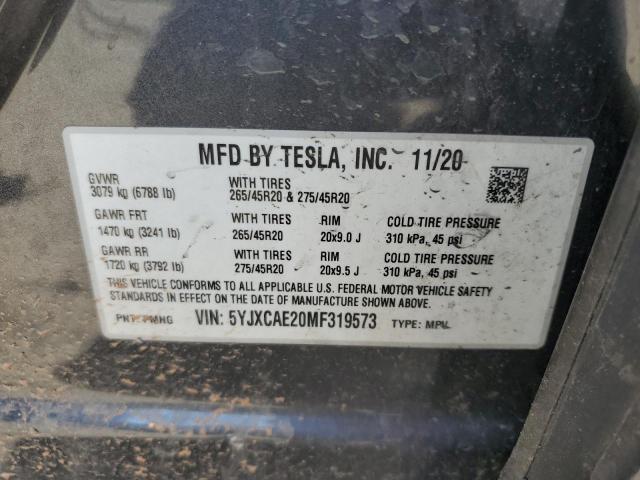 MFD BY TESLA, INC. 11/20
GVWR
3079 kg (6788 lb)
WITH TIRES
265/45R20 & 275/45R20
GAWR FRT
1470 kg (3241 lb)
WITH TIRES
265/45R20
RIM
20x9.0 J
COLD TIRE PRESSURE
310 kPa, 45 psi
GAWR RR
1720 kg (3792 lb)
WITH TIRES
275/45R20
RIM
20x9.5 J
COLD TIRE PRESSURE
310 kPa, 45 psi
THIS VEHICLE CONFORMS TO ALL APPLICABLE U.S. FEDERAL MOTOR VEHICLE SAFETY
STANDARDS IN EFFECT ON THE DATE OF MANUFACTURE SHOWN ABOVE.
PNT: PMNG VIN: 5YJXCAE20MF319573 TYPE: MPV